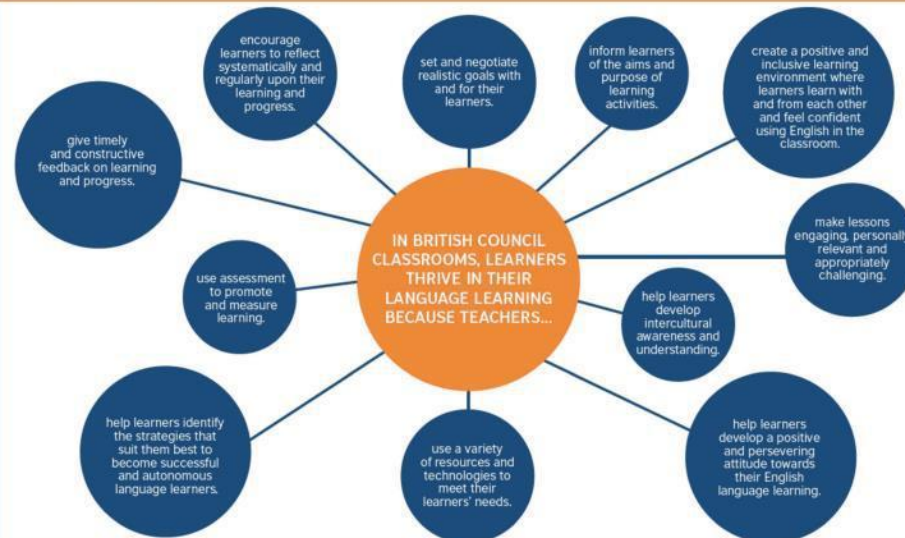 IN BRITISH COUNCIL
CLASSROOMS, LEARNERS
THRIVE IN THEIR
LANGUAGE LEARNING
BECAUSE TEACHERS...
encourage
learners to reflect
systematically and
regularly upon their
learning and
progress.
set and negotiate
realistic goals with
and for their
learners.
inform learners
of the aims and
purpose of
learning
activities.
create a positive and
inclusive learning
environment where
learners learn with
and from each other
and feel confident
using English in the
classroom.
give timely
and constructive
feedback on learning
and progress.
make lessons
engaging, personally
relevant and
appropriately
challenging.
use assessment
to promote
and measure
learning.
help learners
develop
intercultural
awareness and
understanding.
help learners identify
the strategies that
suit them best to
become successful
and autonomous
language learners.
use a variety
of resources and
technologies to
meet their
learners' needs.
help learners
develop a positive
and persevering
attitude towards
their English
language learning.